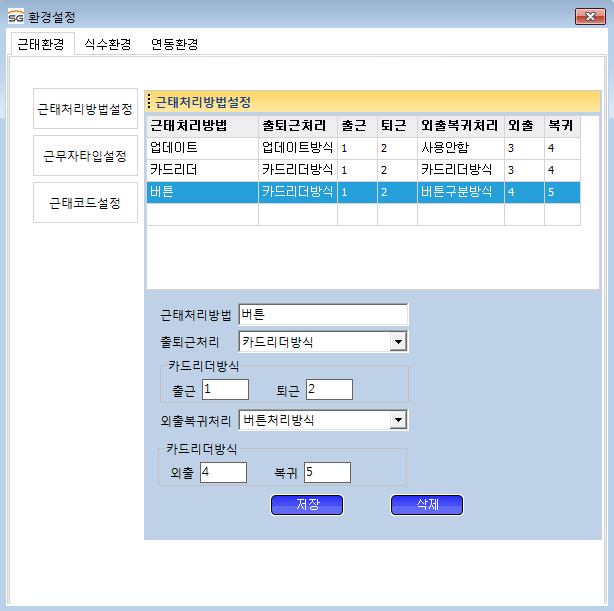 SG 환경설정
근태환경 식수환경 연동환경
근태처리방법설정
근무자타입설정
근태코드설정
근태처리방법설정
근태처리방법 출퇴근처리 출근 퇴근 외출복귀처리 외출 복귀
업데이트 업데이트방식 1 2 사용안함 3 4
카드리더 카드리더방식 1 2 카드리더방식 3 4
버튼 카드리더방식 1 2 버튼구분방식 4 5
근태처리방법 버튼
출퇴근처리 카드리더방식
카드리더방식
출근 1 퇴근 2
외출복귀처리 버튼처리방식
카드리더방식
외출 4 복귀 5
저장 삭제